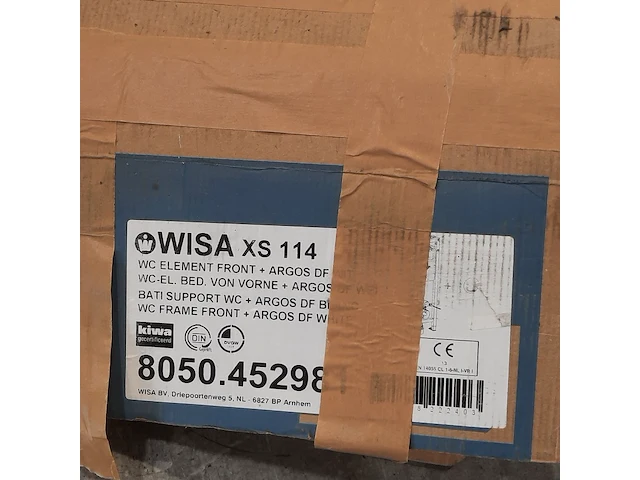 WISA XS 114
WC ELEMENT FRONT + ARGOS DF
WC-EL. BED. VON VORNE + ARGOS
BATI SUPPORT WC + ARGOS DF
WC FRAME FRONT + ARGOS DF
kiwa
gecertificeerd
DIN
DVGW
CE
8050.45298
WISA BV, Driepoortenweg 5, NL - 6827 BP Arnhem